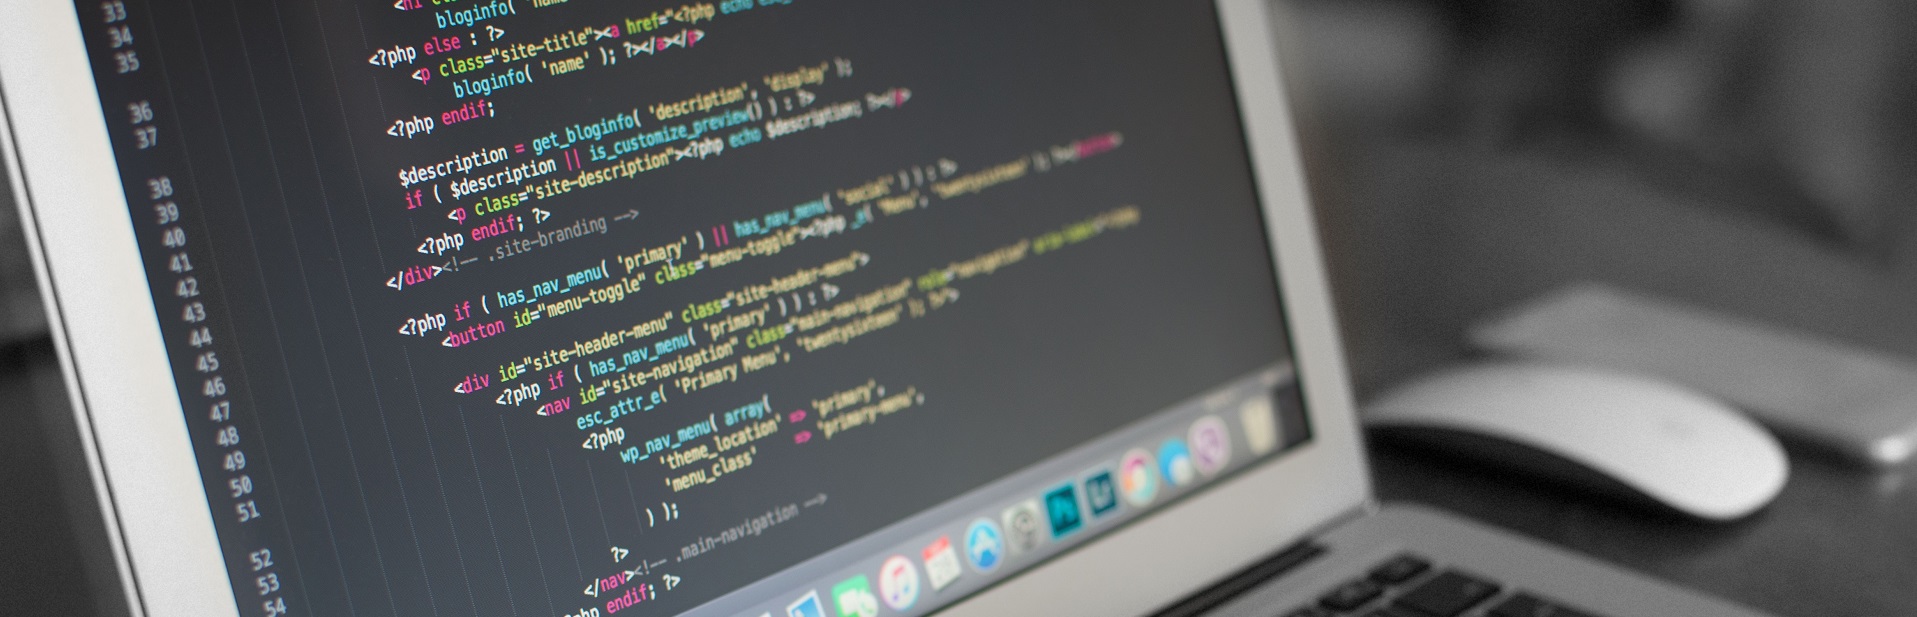 33
bloginfo(
34
<?php else : ?>
35
<p class="site-title"><a href="<?php echo
bloginfo( 'name' ); ?></a></p>
36
<?php endif;
37
$description = get_bloginfo( 'description', 'display' );
38
if ( $description || is_customize_preview() ) : ?>
39
<p class="site-description"><?php echo $description; ?></p>
40
<?php endif; ?>
41
</div><!-- .site-branding -->
42
43
<?php if ( has_nav_menu( 'primary' ) || has_nav_menu( 'social' ) ) : ?>
44
<button id="menu-toggle" class="menu-toggle"><?php _e( 'Menu', 'twentysixteen' ); ?></button>
45
46
<div id="site-header-menu" class="site-header-menu">
47
<?php if ( has_nav_menu( 'primary' ) ) : ?>
48
<nav id="site-navigation" class="main-navigation" role="navigation" aria-label="<?php
esc_attr_e( 'Primary Menu', 'twentysixteen' ); ?>">
49
<?php
50
wp_nav_menu( array(
51
'theme_location' => 'primary',
'menu_class' => 'primary-menu',
52
) );
53
?>
54
</nav><!-- .main-navigation -->
endif; ?>